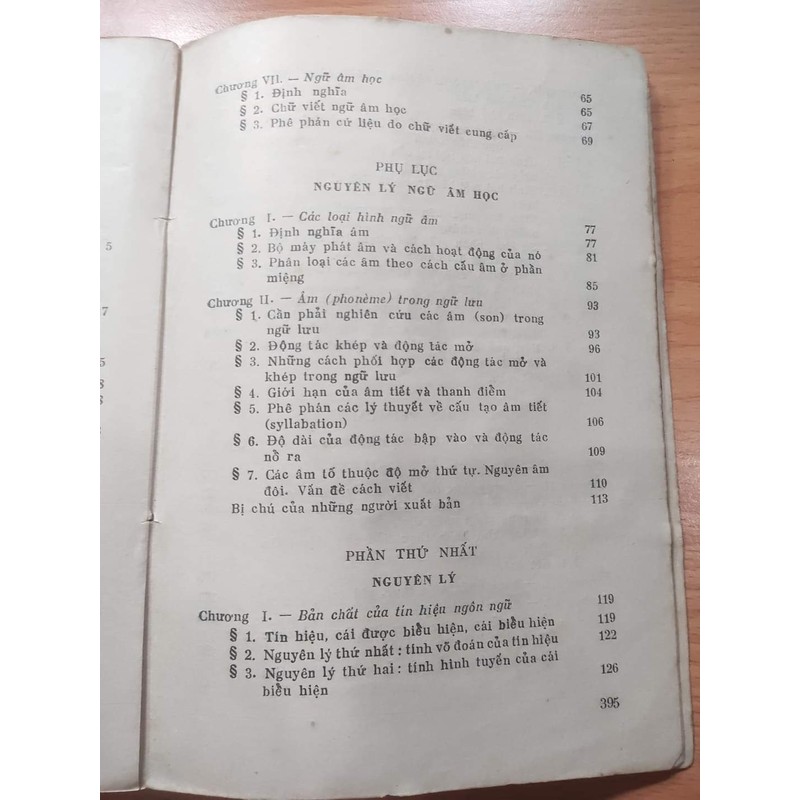 5
7
5
8
8
Chương VII. — Ngữ âm học 65
§ 1. Định nghĩa 65
§ 2. Chữ viết ngữ âm học 67
§ 3. Phê phán cứ liệu do chữ viết cung cấp 69
PHỤ LỤC
NGUYÊN LÝ NGỮ ÂM HỌC
Chương I. — Các loại hình ngữ âm 77
§ 1. Định nghĩa âm 77
§ 2. Bộ máy phát âm và cách hoạt động của nó 81
§ 3. Phân loại các âm theo cách cấu âm ở phần
miệng 85
Chương II. — Âm (phonème) trong ngữ lưu 93
§ 1. Cần phải nghiên cứu các âm (son) trong
ngữ lưu 93
§ 2. Động tác khép và động tác mở 96
§ 3. Những cách phối hợp các động tác mở và
khép trong ngữ lưu 101
§ 4. Giới hạn của âm tiết và thanh điểm 104
§ 5. Phê phán các lý thuyết về cấu tạo âm tiết
(syllabation) 106
§ 6. Độ dài của động tác bập vào và động tác
nổ ra 109
§ 7. Các âm tố thuộc độ mở thứ tự. Nguyên âm
đôi. Vấn đề cách viết 110
Bị chú của những người xuất bản 113
PHẦN THỨ NHẤT
NGUYÊN LÝ
Chương I. — Bản chất của tín hiệu ngôn ngữ 119
§ 1. Tín hiệu, cái được biểu hiện, cái biểu hiện 119
§ 2. Nguyên lý thứ nhất : tính võ đoán của tín hiệu 122
§ 3. Nguyên lý thứ hai : tính hình tuyến của cái
biểu hiện 126
395